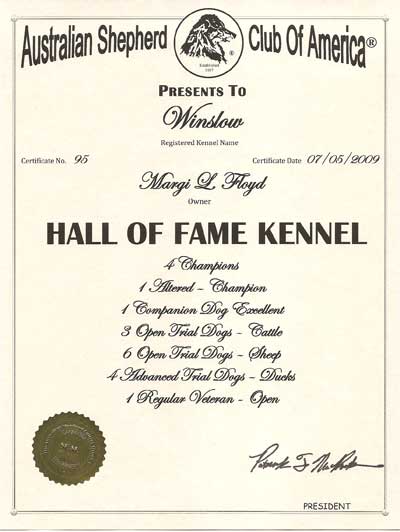 Australian Shepherd Club Of America®
Established
1957
PRESENTS TO
Winslow
Registered Kennel Name
Certificate No. 95 Certificate Date 07/05/2009
Margi L. Floyd
Owner
HALL OF FAME KENNEL
4 Champions
1 Altered - Champion
1 Companion Dog Excellent
3 Open Trial Dogs - Cattle
6 Open Trial Dogs - Sheep
4 Advanced Trial Dogs - Ducks
1 Regular Veteran - Open
PRESIDENT